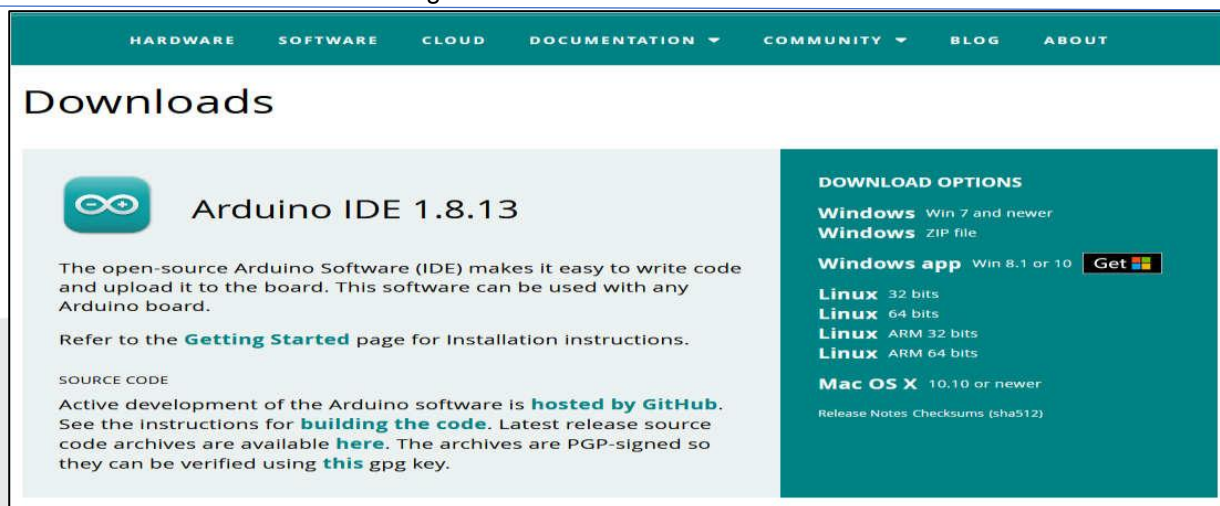 HARDWARE SOFTWARE CLOUD DOCUMENTATION COMMUNITY BLOG ABOUT
Downloads
Arduino IDE 1.8.13
The open-source Arduino Software (IDE) makes it easy to write code
and upload it to the board. This software can be used with any
Arduino board.
Refer to the Getting Started page for Installation instructions.
SOURCE CODE
Active development of the Arduino software is hosted by GitHub.
See the instructions for building the code. Latest release source
code archives are available here. The archives are PGP-signed so
they can be verified using this gpg key.
DOWNLOAD OPTIONS
Windows Win 7 and newer
Windows ZIP file
Windows app Win 8.1 or 10 Get
Linux 32 bits
Linux 64 bits
Linux ARM 32 bits
Linux ARM 64 bits
Mac OS X 10.10 or newer
Release Notes Checksums (sha512)